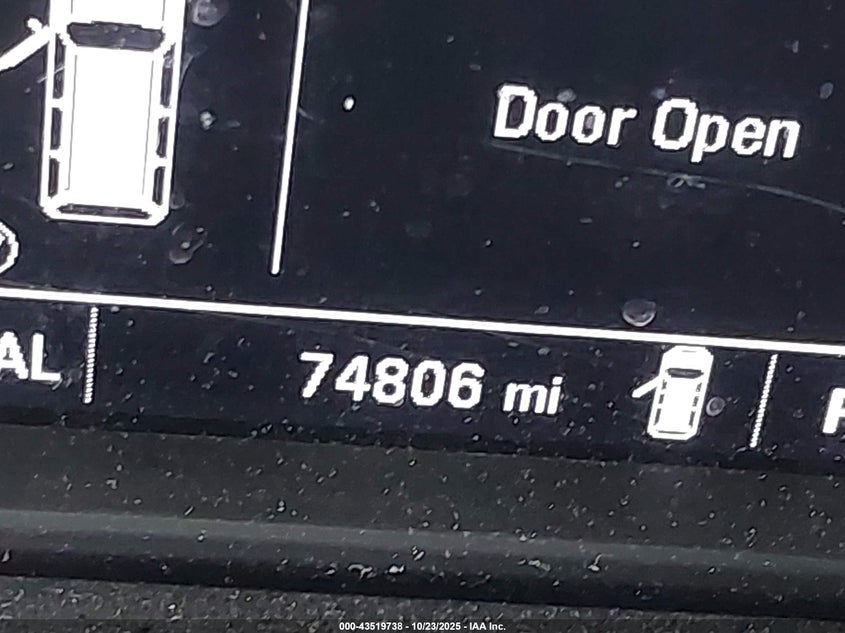 Door Open
AL
74806 mi
000-43519738 - 10/23/2025 - IAA Inc.